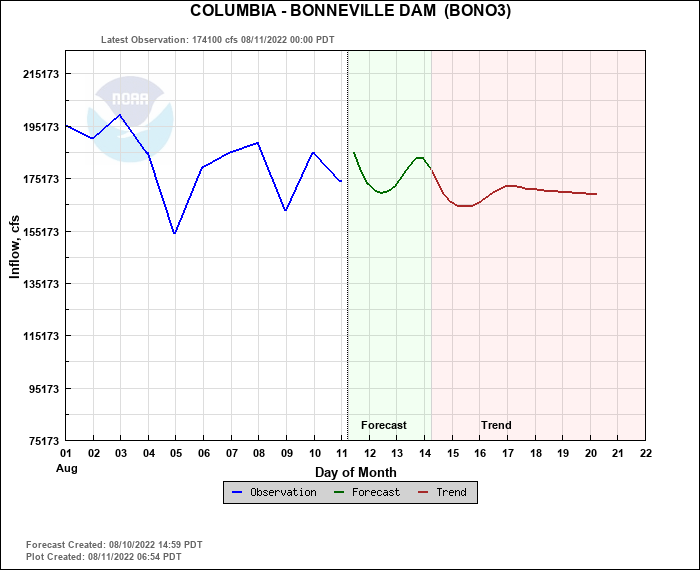 COLUMBIA - BONNEVILLE DAM (BONO3)
Latest Observation: 174100 cfs 08/11/2022 00:00 PDT
NOAA
215173
195173
175173
155173
135173
115173
95173
75173
Inflow, cfs
Forecast Trend
01 02 03 04 05 06 07 08 09 10 11 12 13 14 15 16 17 18 19 20 21 22
Aug
Day of Month
Observation Forecast Trend
Forecast Created: 08/10/2022 14:59 PDT
Plot Created: 08/11/2022 06:54 PDT